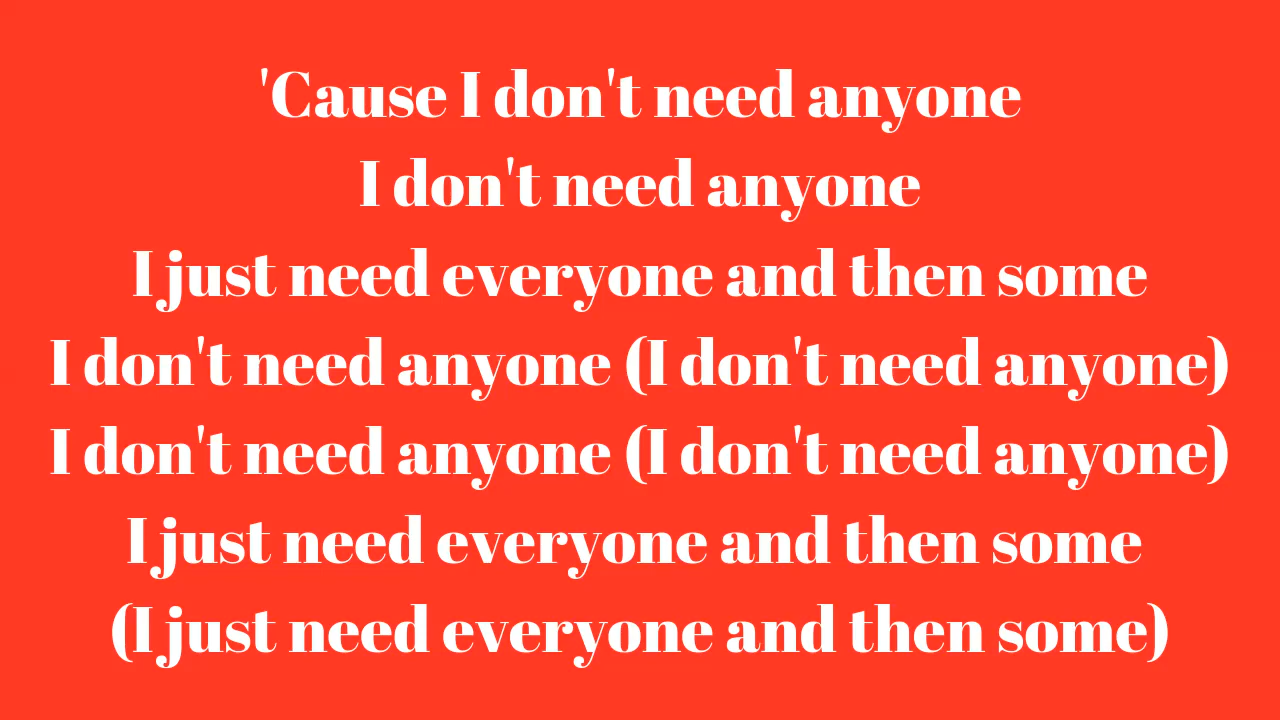 'Cause I don't need anyone
I don't need anyone
I just need everyone and then some
I don't need anyone (I don't need anyone)
I don't need anyone (I don't need anyone)
I just need everyone and then some
(I just need everyone and then some)